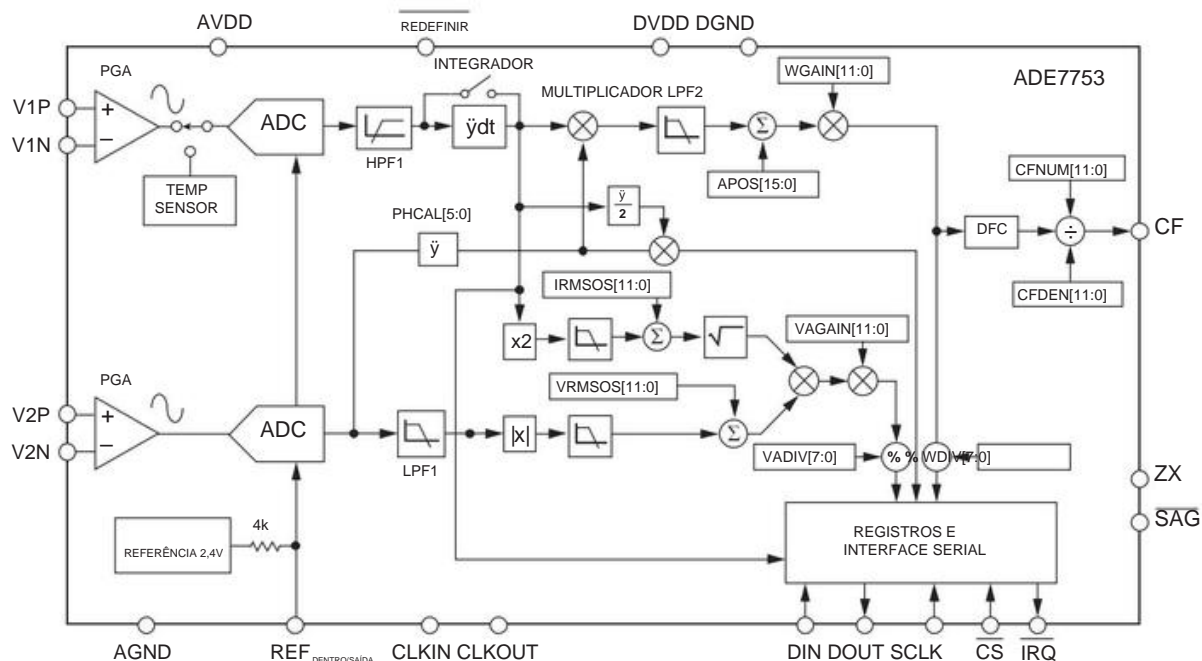 AVDD
REDEFINIR
DVDD DGND
PGA
INTEGRADOR
WGAIN[11:0]
ADE7753
V1P
V1N
+
−
ADC
HPF1
ÿdt
MULTIPLICADOR LPF2
Σ
TEMP
SENSOR
APOS[15:0]
CFNUM[11:0]
PHCAL[5:0]
ÿ
ÿ
2
DFC
÷
CF
CFDEN[11:0]
IRMSOS[11:0]
x2
Σ
√
VAGAIN[11:0]
PGA
VRMSOS[11:0]
V2P
V2N
+
−
ADC
LPF1
|x|
Σ
VADIV[7:0]
% % WDIV[7:0]
ZX
SAG
4k
REFERÊNCIA 2,4V
REGISTROS E
INTERFACE SERIAL
AGND
REF DENTRO/SAÍDA
CLKIN CLKOUT
DIN DOUT SCLK
CS
IRQ